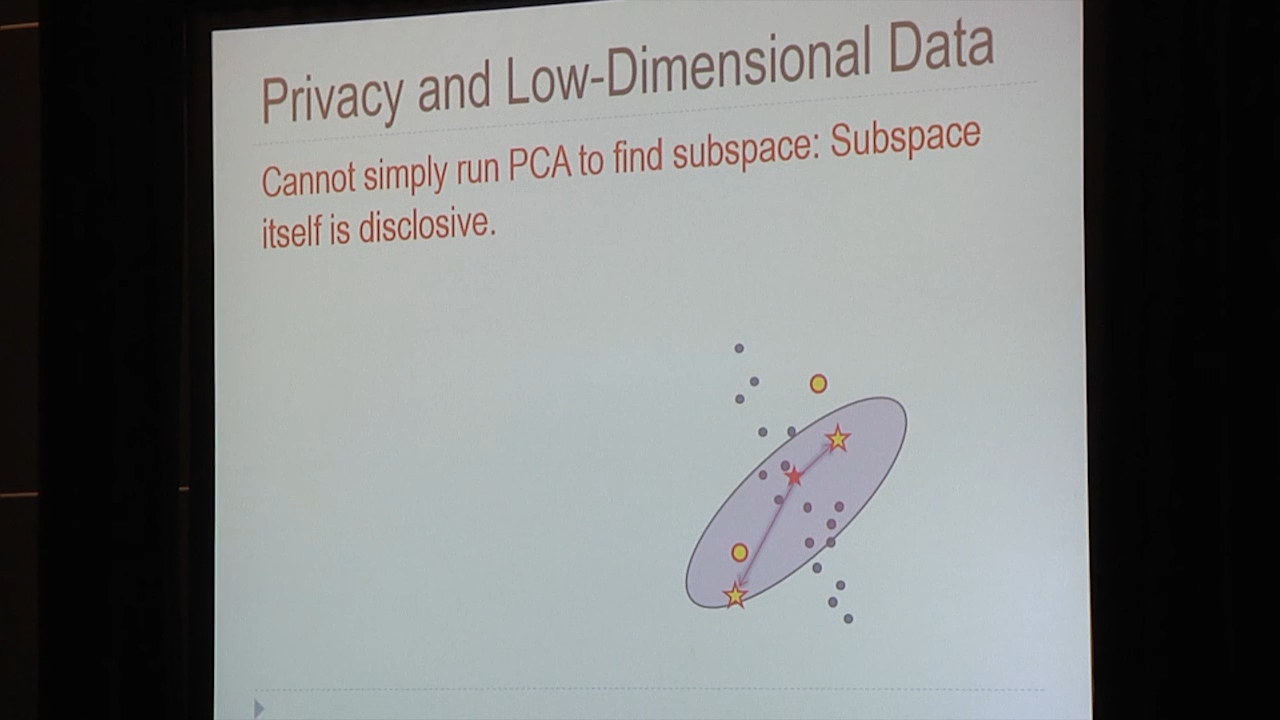 Privacy and Low-Dimensional Data
Cannot simply run PCA to find subspace: Subspace
itself is disclosive.